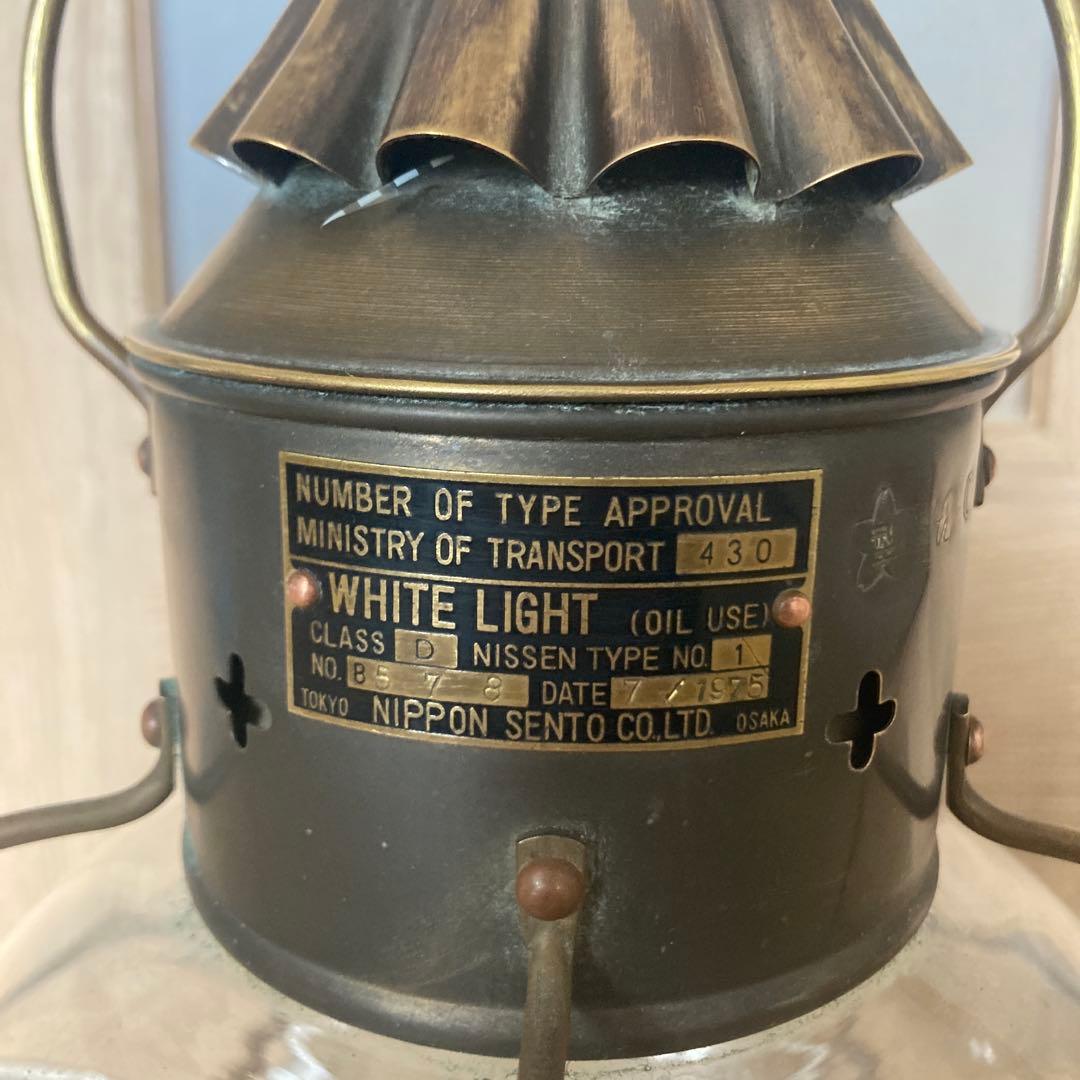 NUMBER OF TYPE APPROVAL
MINISTRY OF TRANSPORT 430
WHITE LIGHT (OIL USE)
CLASS D NISSEN TYPE NO. 1
NO. B5 7 8 DATE 7 / 1975
TOKYO NIPPON SENTO CO., LTD. OSAKA